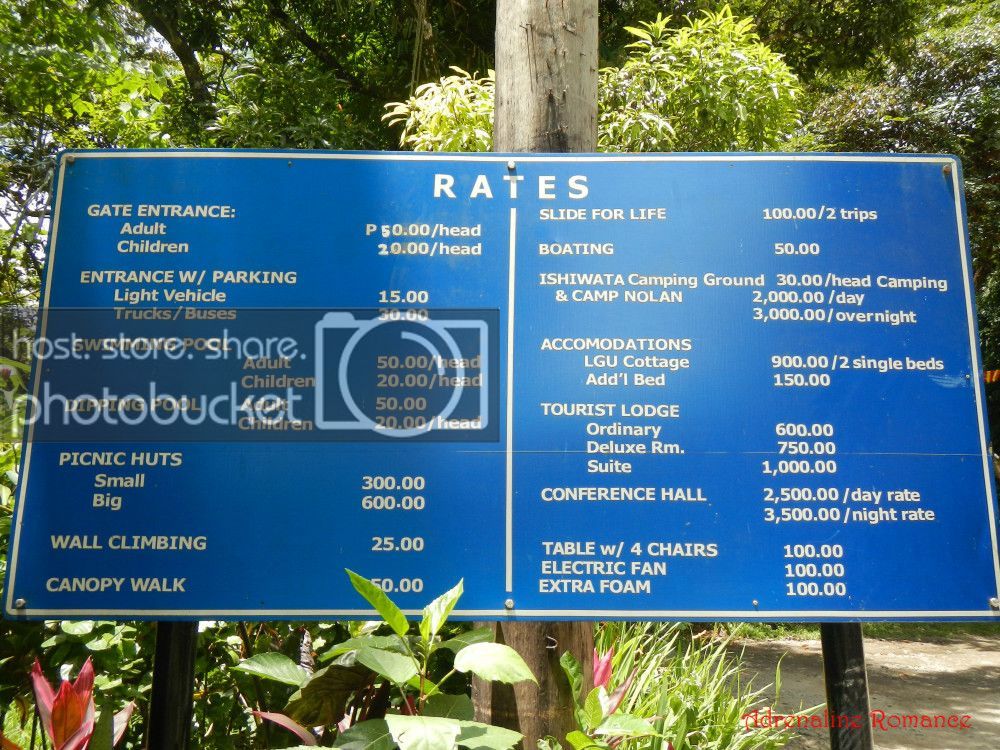 RATES
GATE ENTRANCE:
Adult P 50.00/head
Children 20.00/head
ENTRANCE W/ PARKING
Light Vehicle 15.00
Trucks/Buses 30.00
SWIMMING POOL
Adult 50.00/head
Children 20.00/head
DIPPING POOL Adult 50.00
Children 20.00/head
PICNIC HUTS
Small 300.00
Big 600.00
WALL CLIMBING 25.00
CANOPY WALK 50.00
SLIDE FOR LIFE 100.00/2 trips
BOATING 50.00
ISHIWATA Camping Ground 30.00/head Camping
& CAMP NOLAN 2,000.00 /day
3,000.00/overnight
ACCOMODATIONS
LGU Cottage 900.00/2 single beds
Add'l Bed 150.00
TOURIST LODGE
Ordinary 600.00
Deluxe Rm. 750.00
Suite 1,000.00
CONFERENCE HALL 2,500.00 /day rate
3,500.00/night rate
TABLE w/ 4 CHAIRS 100.00
ELECTRIC FAN 100.00
EXTRA FOAM 100.00
host. store. share.
photobucket
Adrenaline Romance